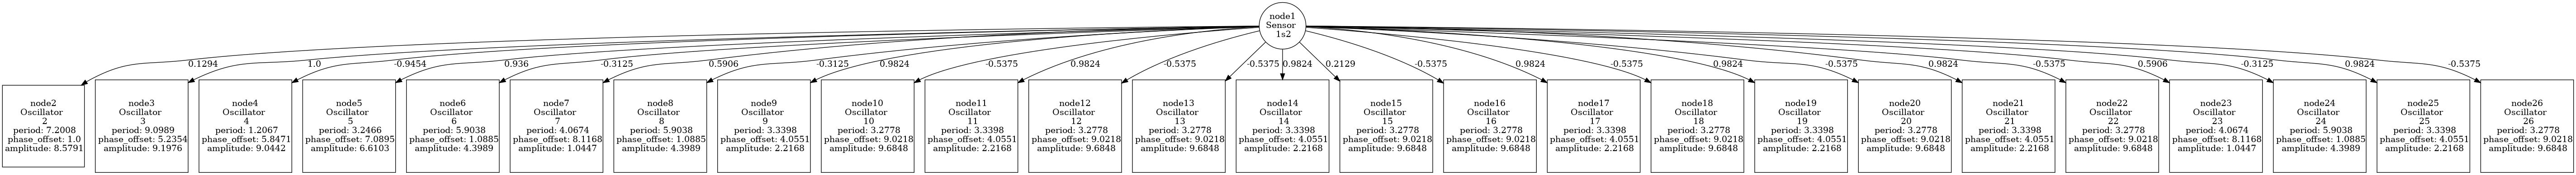 node1
Sensor
1s2
0.1294
1.0
-0.9454
0.936
-0.3125
0.5906
-0.3125
0.9824
-0.5375
0.9824
-0.5375
-0.5375
0.9824
0.2129
-0.5375
0.9824
-0.5375
0.9824
-0.5375
0.9824
-0.5375
0.5906
-0.3125
0.9824
-0.5375
node2
Oscillator
2
period: 7.2008
phase_offset: 1.0
amplitude: 8.5791
node3
Oscillator
3
period: 9.0989
phase_offset: 5.2354
amplitude: 9.1976
node4
Oscillator
4
period: 1.2067
phase_offset: 5.8471
amplitude: 9.0442
node5
Oscillator
5
period: 3.2466
phase_offset: 7.0895
amplitude: 6.6103
node6
Oscillator
6
period: 5.9038
phase_offset: 1.0885
amplitude: 4.3989
node7
Oscillator
7
period: 4.0674
phase_offset: 8.1168
amplitude: 1.0447
node8
Oscillator
8
period: 5.9038
phase_offset: 1.0885
amplitude: 4.3989
node9
Oscillator
9
period: 3.3398
phase_offset: 4.0551
amplitude: 2.2168
node10
Oscillator
10
period: 3.2778
phase_offset: 9.0218
amplitude: 9.6848
node11
Oscillator
11
period: 3.3398
phase_offset: 4.0551
amplitude: 2.2168
node12
Oscillator
12
period: 3.2778
phase_offset: 9.0218
amplitude: 9.6848
node13
Oscillator
13
period: 3.2778
phase_offset: 9.0218
amplitude: 9.6848
node14
Oscillator
14
period: 3.3398
phase_offset: 4.0551
amplitude: 2.2168
node15
Oscillator
15
period: 3.2778
phase_offset: 9.0218
amplitude: 9.6848
node16
Oscillator
16
period: 3.2778
phase_offset: 9.0218
amplitude: 9.6848
node17
Oscillator
17
period: 3.3398
phase_offset: 4.0551
amplitude: 2.2168
node18
Oscillator
18
period: 3.2778
phase_offset: 9.0218
amplitude: 9.6848
node19
Oscillator
19
period: 3.3398
phase_offset: 4.0551
amplitude: 2.2168
node20
Oscillator
20
period: 3.2778
phase_offset: 9.0218
amplitude: 9.6848
node21
Oscillator
21
period: 3.3398
phase_offset: 4.0551
amplitude: 2.2168
node22
Oscillator
22
period: 3.2778
phase_offset: 9.0218
amplitude: 9.6848
node23
Oscillator
23
period: 4.0674
phase_offset: 8.1168
amplitude: 1.0447
node24
Oscillator
24
period: 5.9038
phase_offset: 1.0885
amplitude: 4.3989
node25
Oscillator
25
period: 3.3398
phase_offset: 4.0551
amplitude: 2.2168
node26
Oscillator
26
period: 3.2778
phase_offset: 9.0218
amplitude: 9.6848